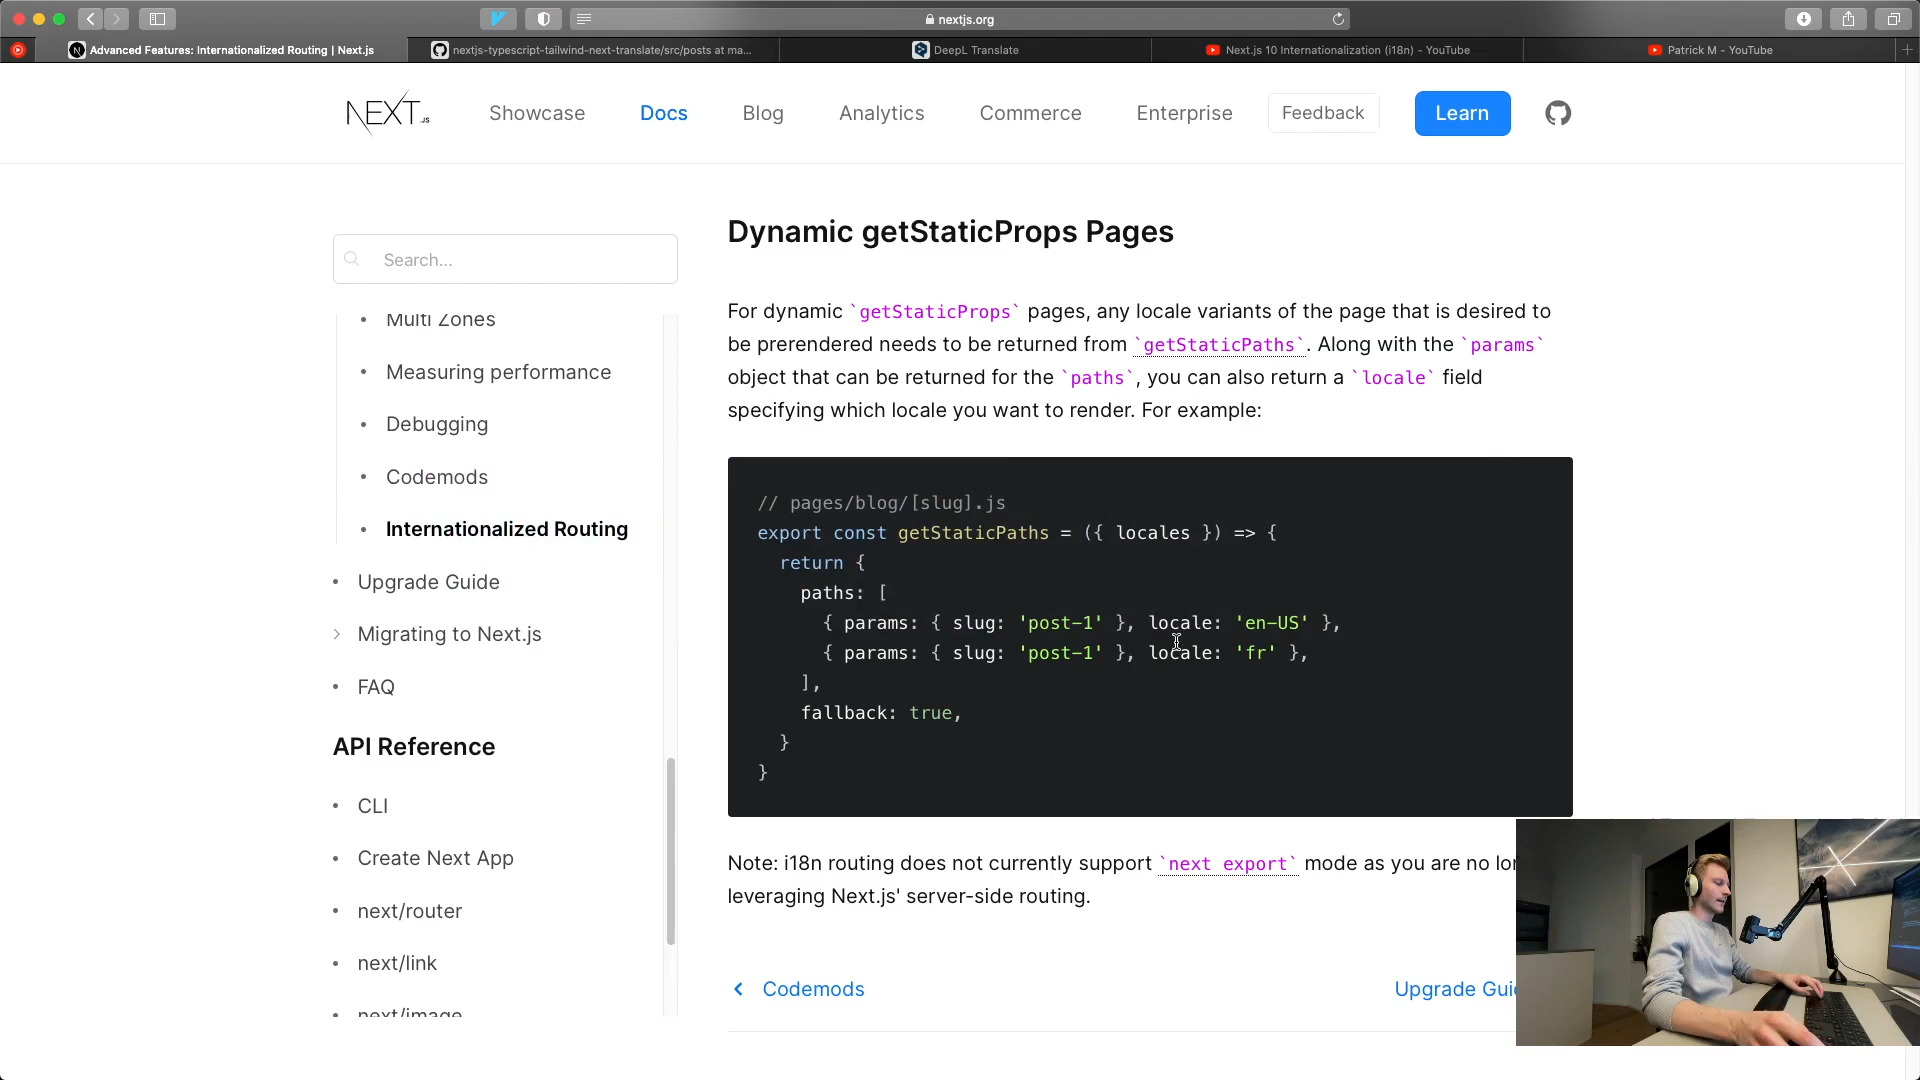 nextjs.org
Advanced Features: Internationalized Routing | Next.js
nextjs-typescript-tailwind-next-translate/src/posts at ma...
DeepL Translate
Next.js 10 Internationalization (i18n) - YouTube
Patrick M - YouTube
NEXT.JS
Showcase
Docs
Blog
Analytics
Commerce
Enterprise
Feedback
Learn
Search...
Multi Zones
Measuring performance
Debugging
Codemods
Internationalized Routing
Upgrade Guide
Migrating to Next.js
FAQ
API Reference
CLI
Create Next App
next/router
next/link
next/image
Dynamic getStaticProps Pages
For dynamic `getStaticProps` pages, any locale variants of the page that is desired to
be prerendered needs to be returned from `getStaticPaths`. Along with the `params`
object that can be returned for the `paths`, you can also return a `locale` field
specifying which locale you want to render. For example:
// pages/blog/[slug].js
export const getStaticPaths = ({ locales }) => {
return {
paths: [
{ params: { slug: 'post-1' }, locale: 'en-US' },
{ params: { slug: 'post-1' }, locale: 'fr' },
],
fallback: true,
}
}
Note: i18n routing does not currently support `next export` mode as you are no lon
leveraging Next.js' server-side routing.
Codemods
Upgrade Gui